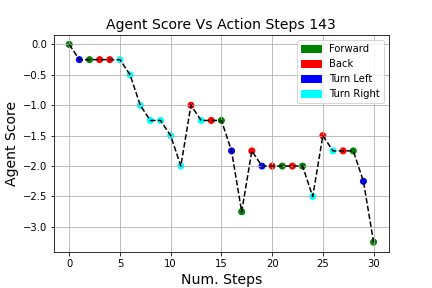 Agent Score Vs Action Steps 143
Forward
Back
Turn Left
Turn Right
Agent Score
0.0
−0.5
−1.0
−1.5
−2.0
−2.5
−3.0
0 5 10 15 20 25 30
Num. Steps